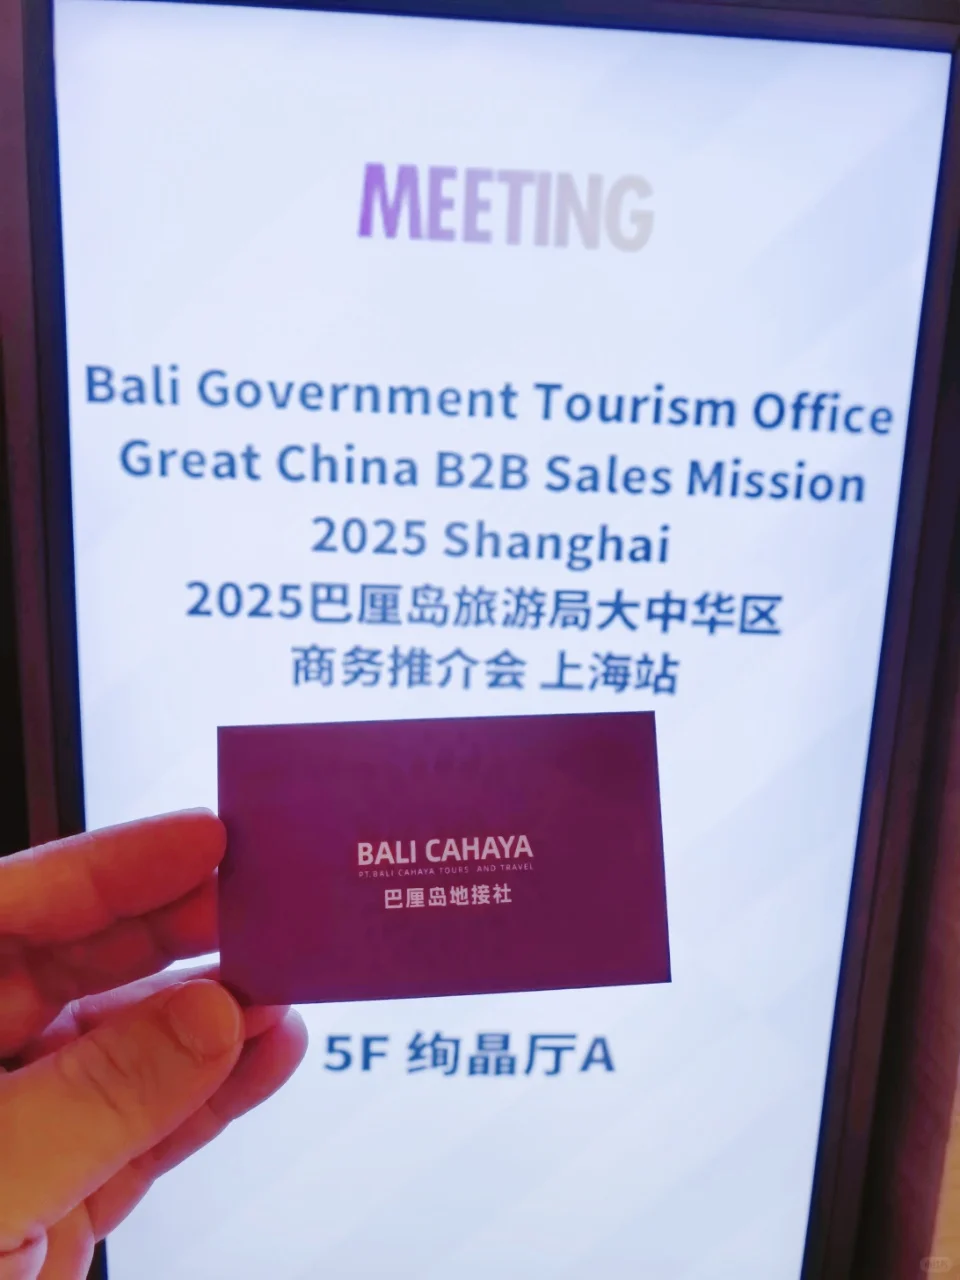 MEETING
Bali Government Tourism Office
Great China B2B Sales Mission
2025 Shanghai
2025巴厘岛旅游局大中华区
商务推介会 上海站
BALI CAHAYA
PT.BALI CAHAYA TOURS AND TRAVEL
巴厘岛地接社
5F 绚晶厅A